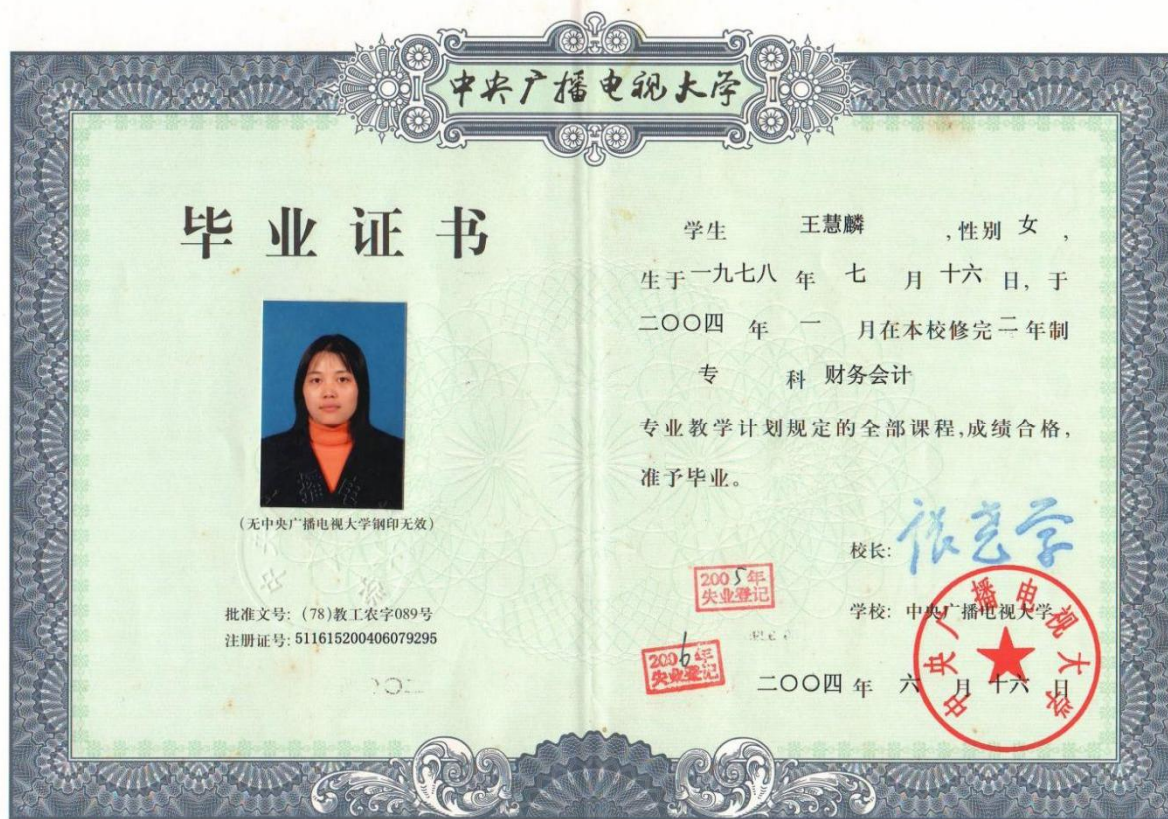 中央广播电视大学
毕业证书
(无中央广播电视大学钢印无效)
批准文号: (78)教工农字089号
注册证号: 511615200406079295
学生 王慧麟 ,性别 女 ,
生于一九七八 年 七 月 十六 日, 于
二〇〇四 年 一 月在本校修完二年制
专 科 财务会计
专业教学计划规定的全部课程,成绩合格,
准予毕业。
校长: 张尧学
2005年
失业登记
学校: 中央广播电视大学
2006年
失业登记
二〇〇四 年 六 月 十六 日
中央广播电视大学